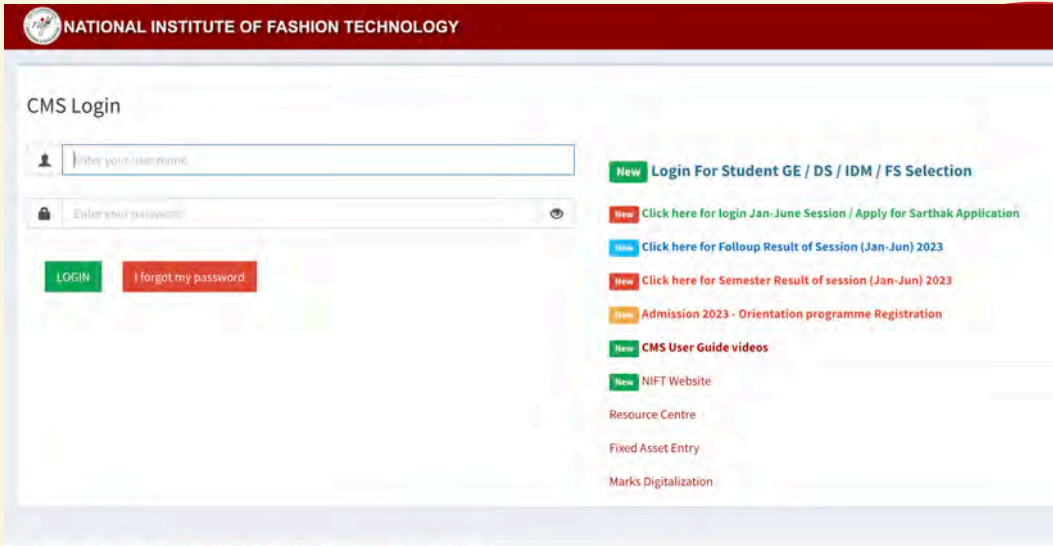 NATIONAL INSTITUTE OF FASHION TECHNOLOGY
CMS Login
Enter your user name
Enter your password
LOGIN
I forgot my password
New Login For Student GE / DS / IDM / FS Selection
New Click here for login Jan-June Session / Apply for Sarthak Application
New Click here for Folloup Result of Session (Jan-Jun) 2023
New Click here for Semester Result of session (Jan-Jun) 2023
New Admission 2023 - Orientation programme Registration
New CMS User Guide videos
New NIFT Website
Resource Centre
Fixed Asset Entry
Marks Digitalization